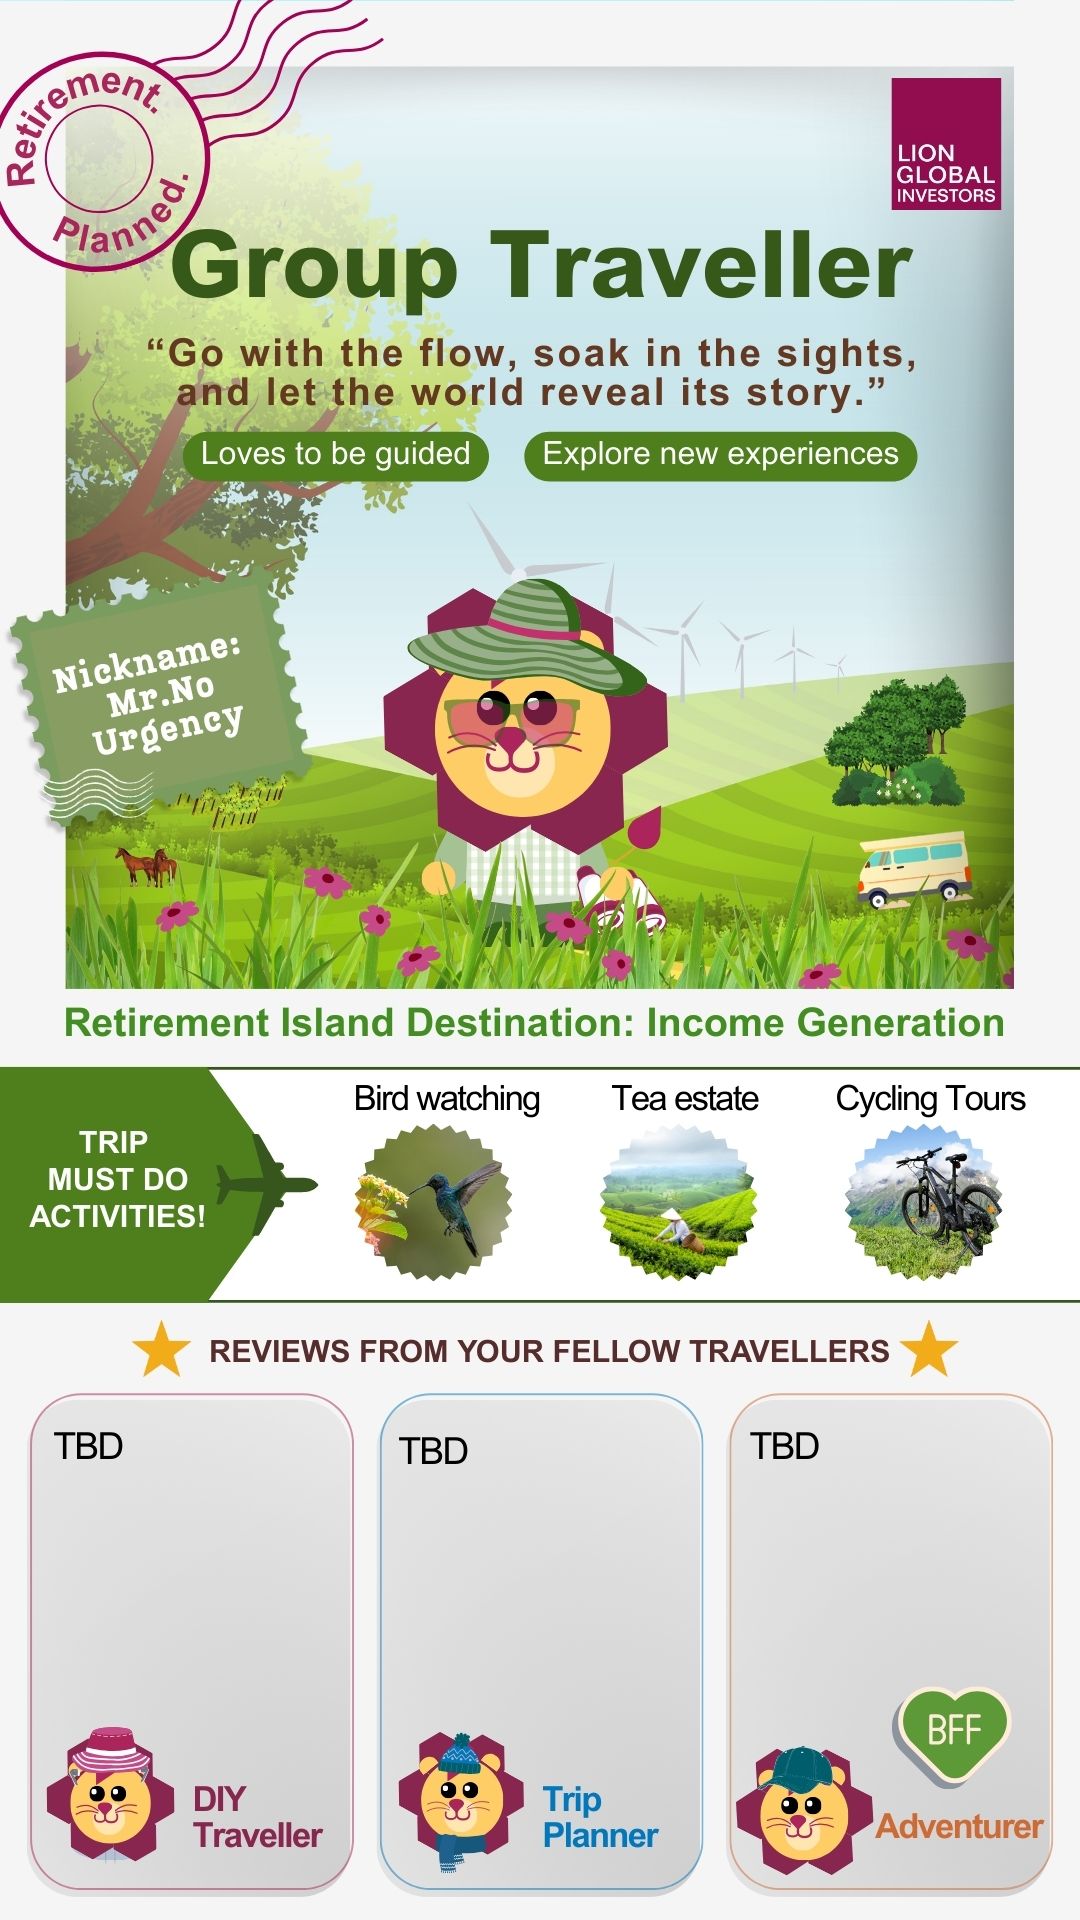 Retirement.
Planned.
LION
GLOBAL
INVESTORS
Group Traveller
“Go with the flow, soak in the sights,
and let the world reveal its story.”
Loves to be guided
Explore new experiences
Nickname:
Mr.No
Urgency
Retirement Island Destination: Income Generation
TRIP
MUST DO
ACTIVITIES!
Bird watching
Tea estate
Cycling Tours
REVIEWS FROM YOUR FELLOW TRAVELLERS
TBD
DIY
Traveller
TBD
Trip
Planner
TBD
BFF
Adventurer